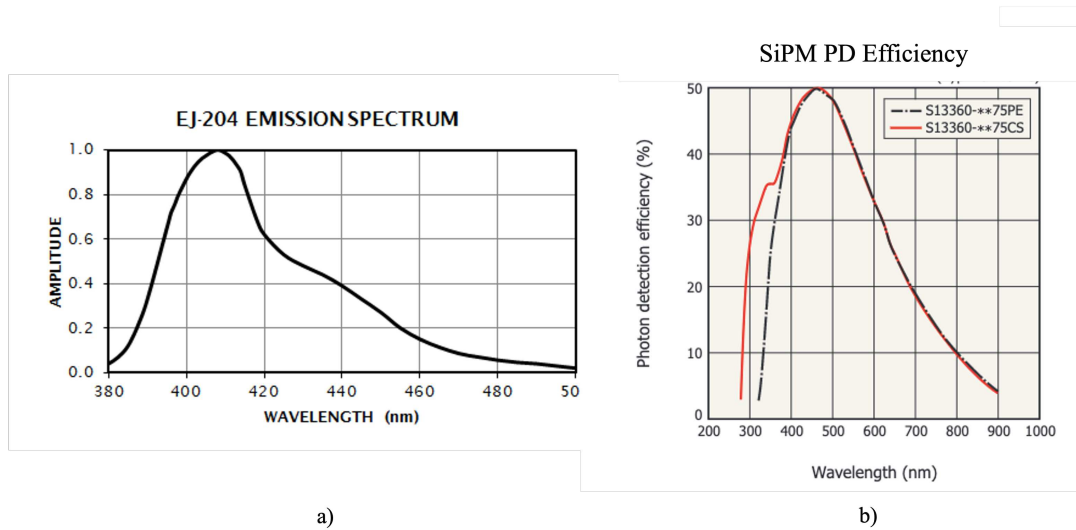 SiPM PD Efficiency
EJ-204 EMISSION SPECTRUM
AMPLITUDE
1.0
0.8
0.6
0.4
0.2
0.0
380 400 420 440 460 480 50
WAVELENGTH (nm)
a)
S13360-**75PE
S13360-**75CS
Photon detection efficiency (%)
50
40
30
20
10
0
200 300 400 500 600 700 800 900 1000
Wavelength (nm)
b)